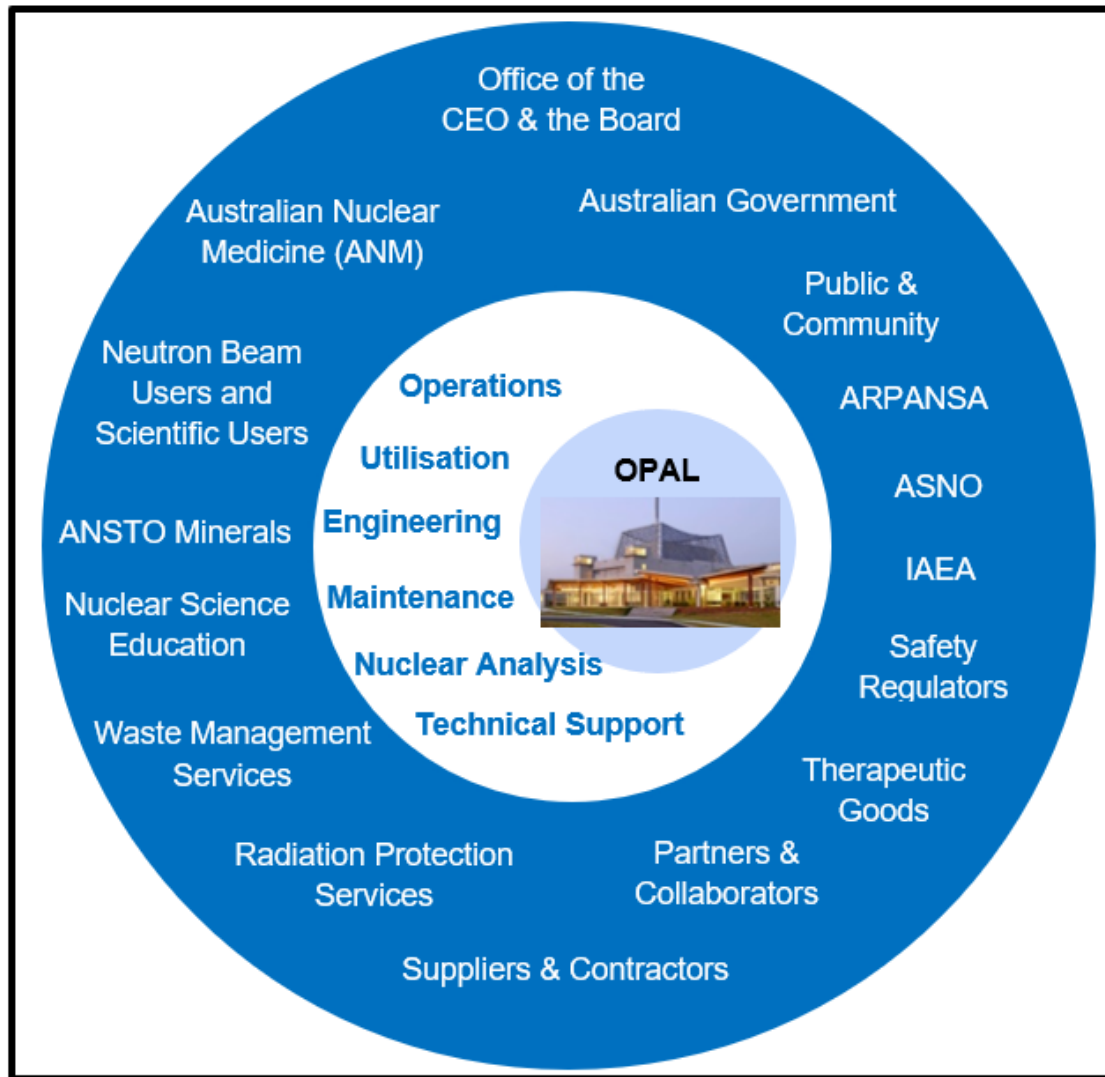 Office of the
CEO & the Board
Australian Government
Australian Nuclear
Medicine (ANM)
Public &
Community
Neutron Beam
Users and
Scientific Users
ARPANSA
ASNO
ANSTO Minerals
IAEA
Nuclear Science
Education
Safety
Regulators
Waste Management
Services
Therapeutic
Goods
Radiation Protection
Services
Partners &
Collaborators
Suppliers & Contractors
Operations
Utilisation
Engineering
Maintenance
Nuclear Analysis
Technical Support
OPAL